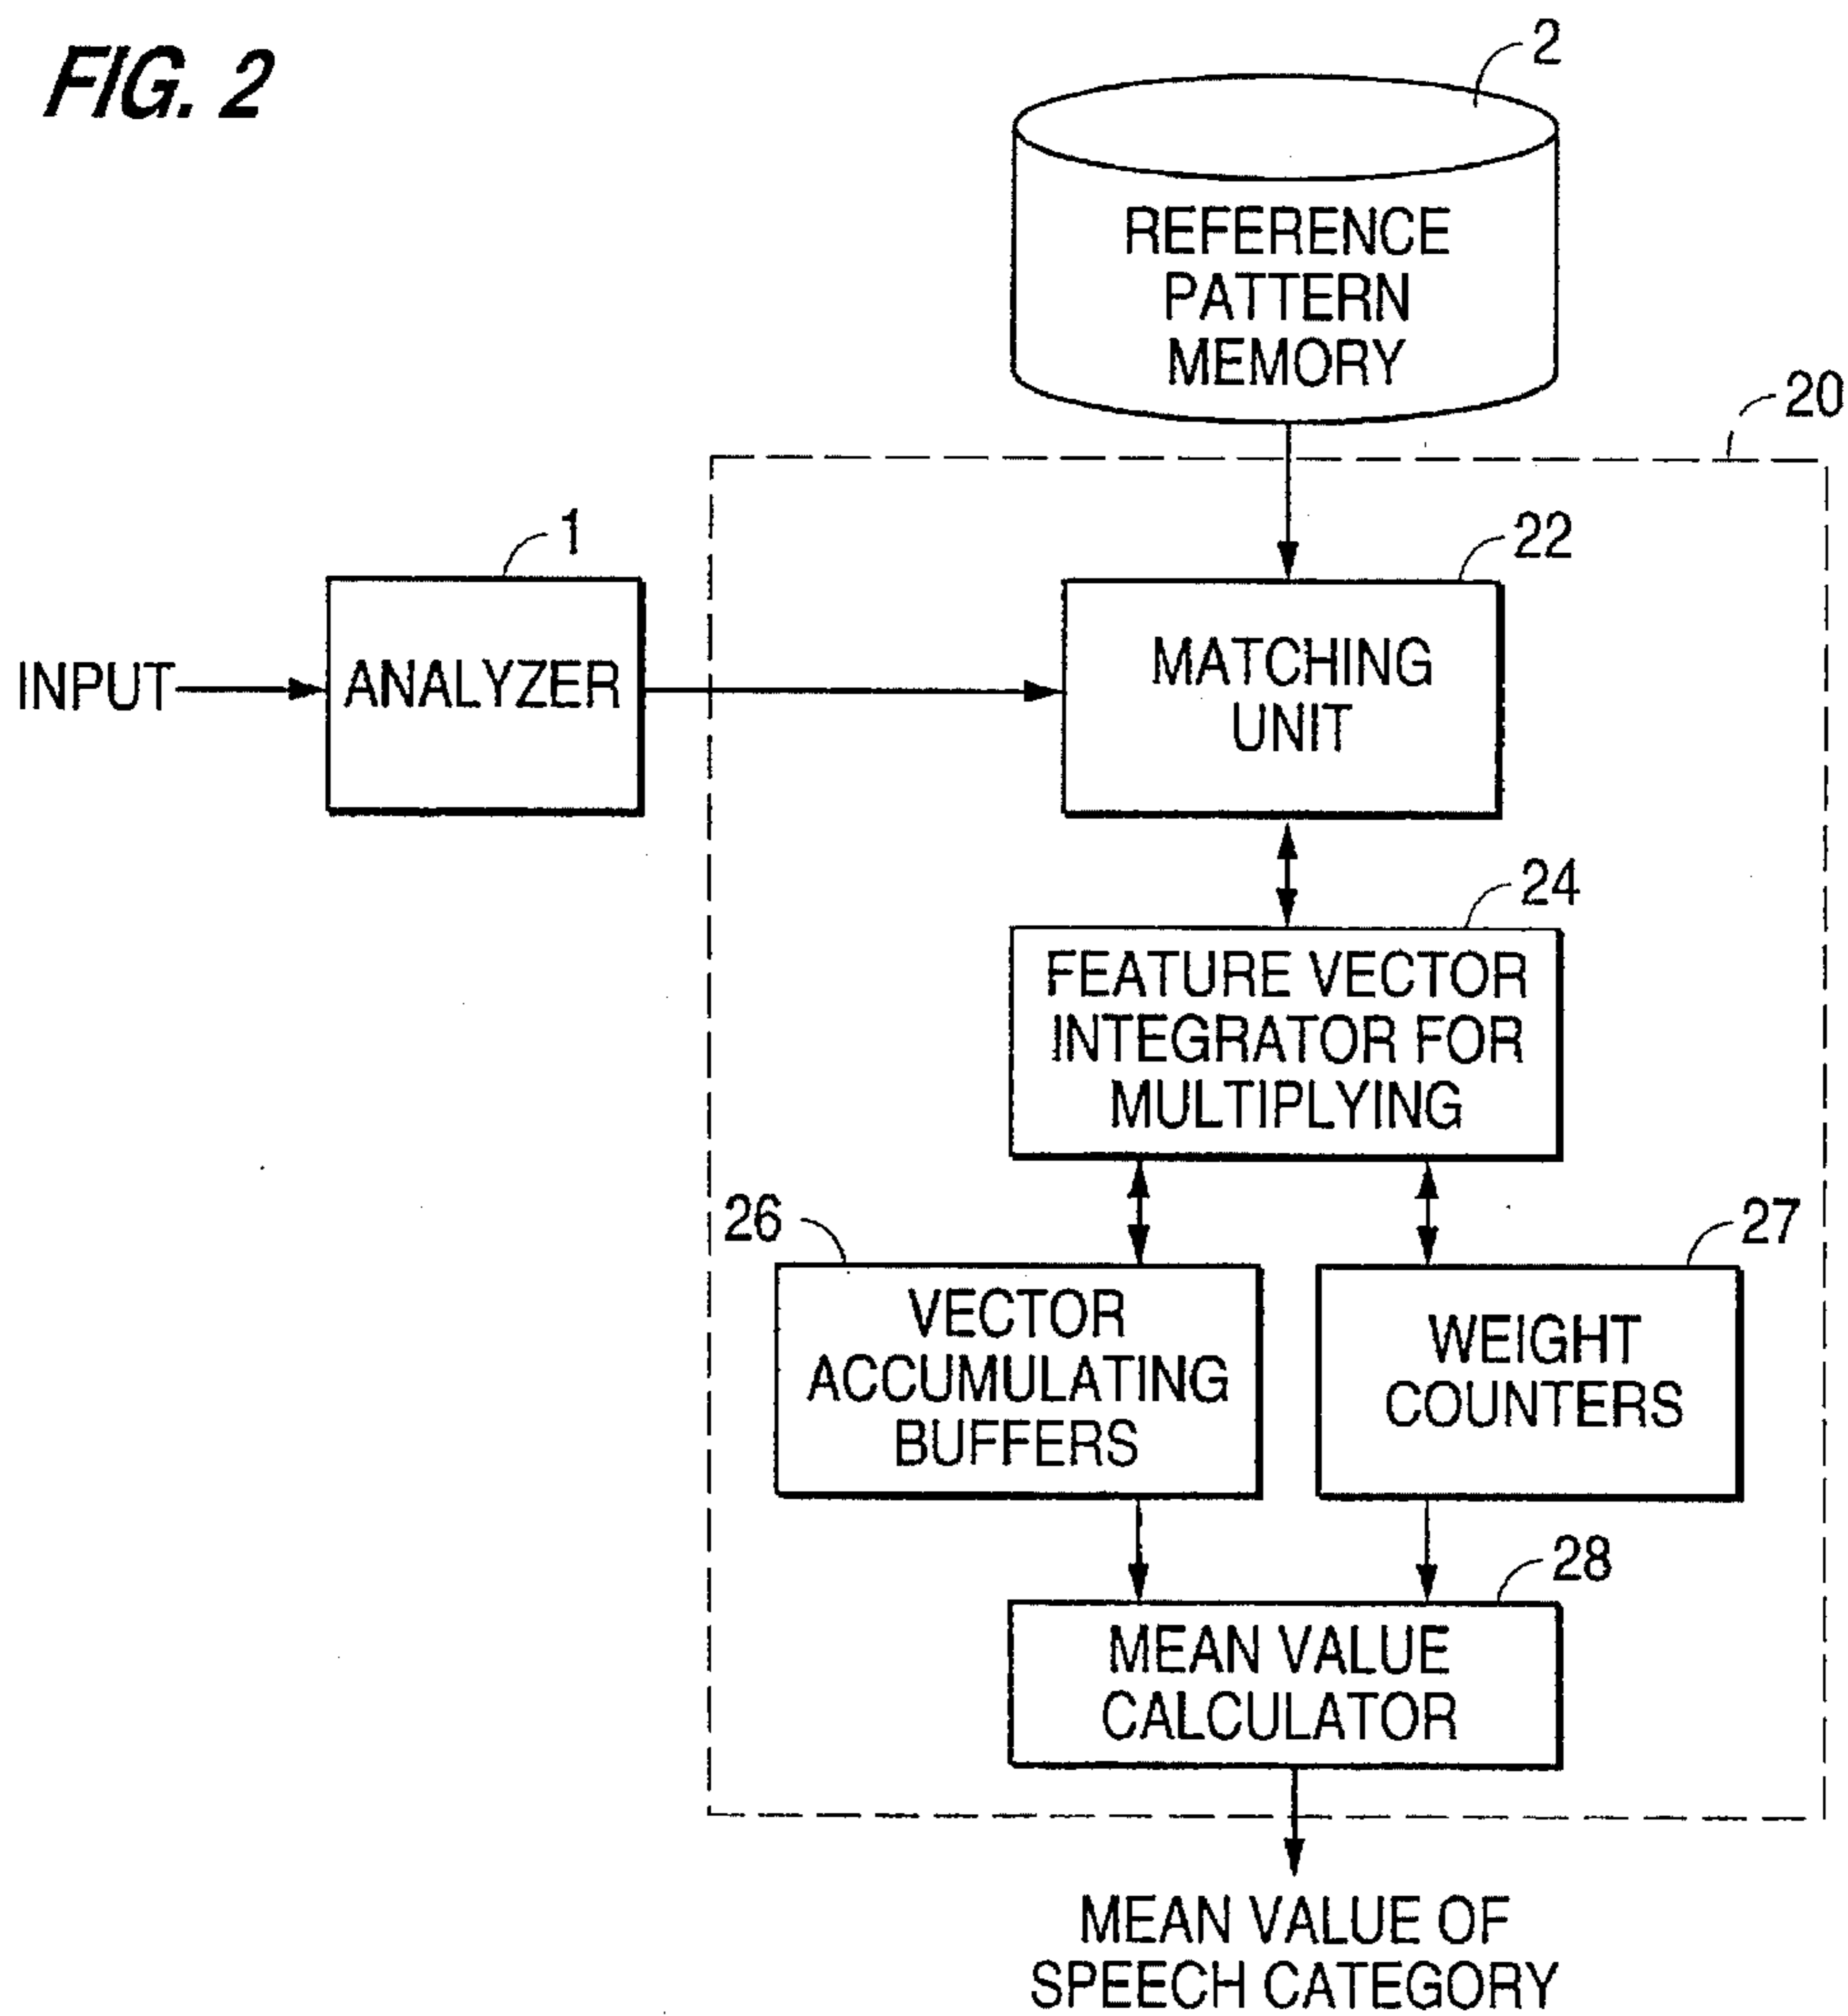 FIG. 2
2
REFERENCE
PATTERN
MEMORY
20
1
22
INPUT
ANALYZER
MATCHING
UNIT
24
FEATURE VECTOR
INTEGRATOR FOR
MULTIPLYING
26
27
VECTOR
ACCUMULATING
BUFFERS
WEIGHT
COUNTERS
28
MEAN VALUE
CALCULATOR
MEAN VALUE OF
SPEECH CATEGORY